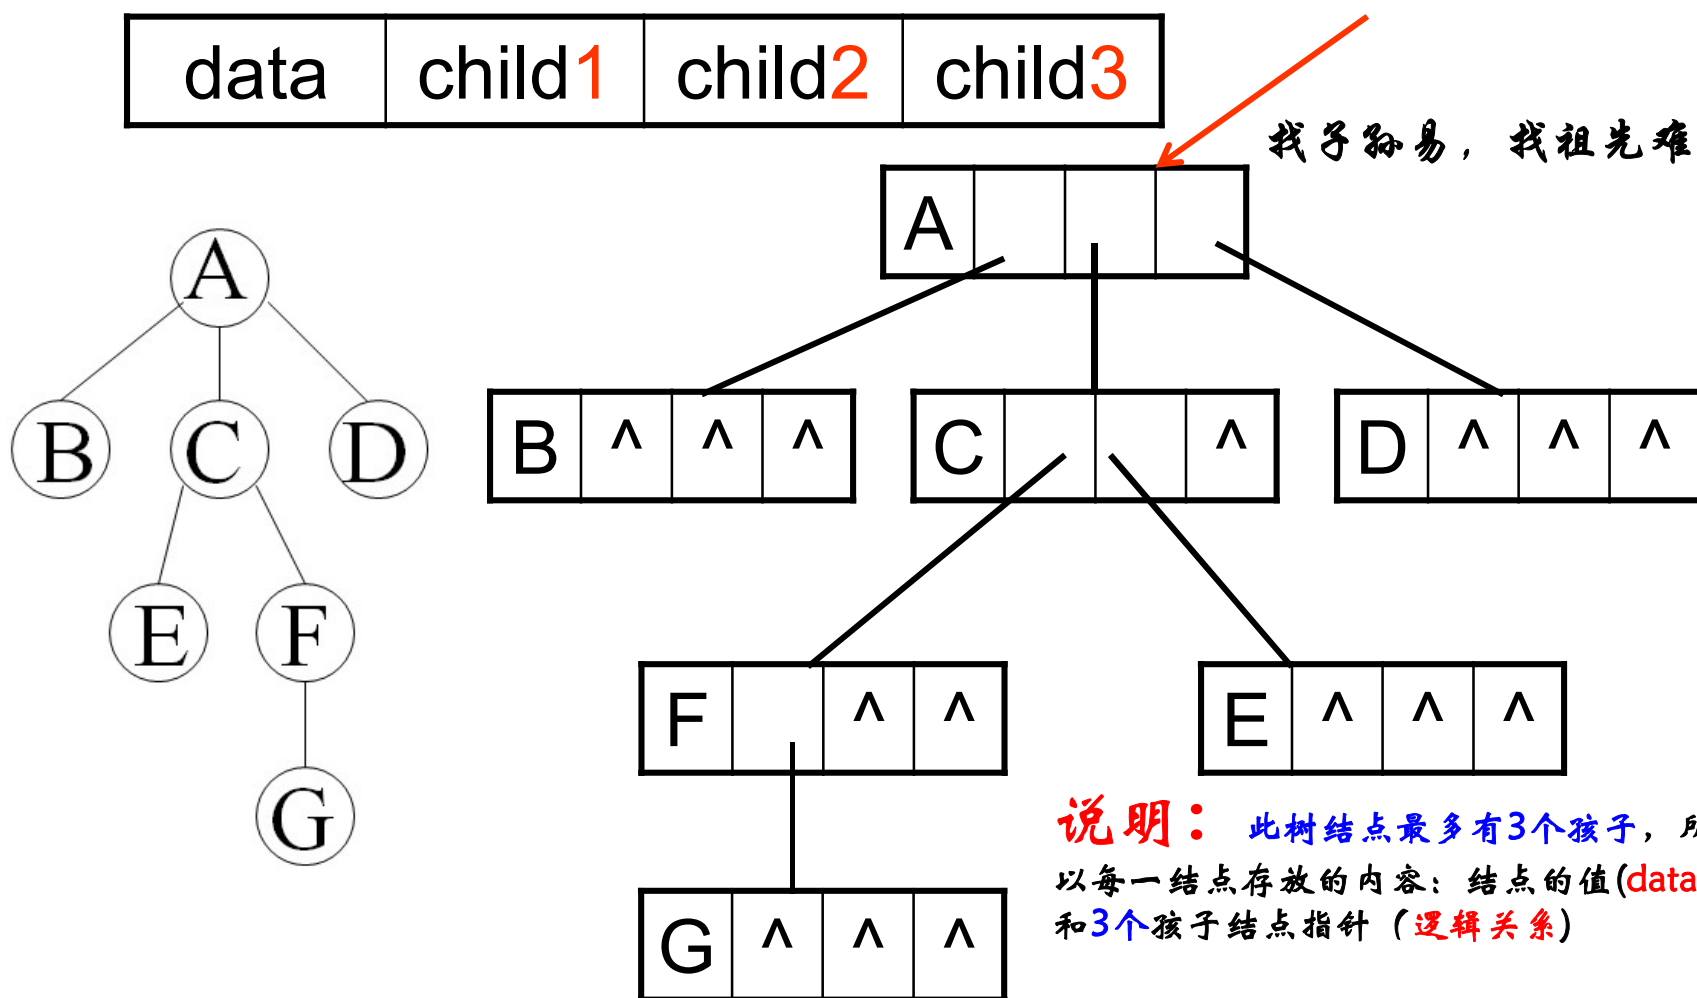 data child1 child2 child3
找子孙易，找祖先难
A
A
B ^ ^ ^
C ^
D ^ ^ ^
B
C
D
E
F
F ^ ^
E ^ ^ ^
G
说明：此树结点最多有3个孩子，所
以每一结点存放的内容：结点的值(data
和3个孩子结点指针（逻辑关系）
G ^ ^ ^